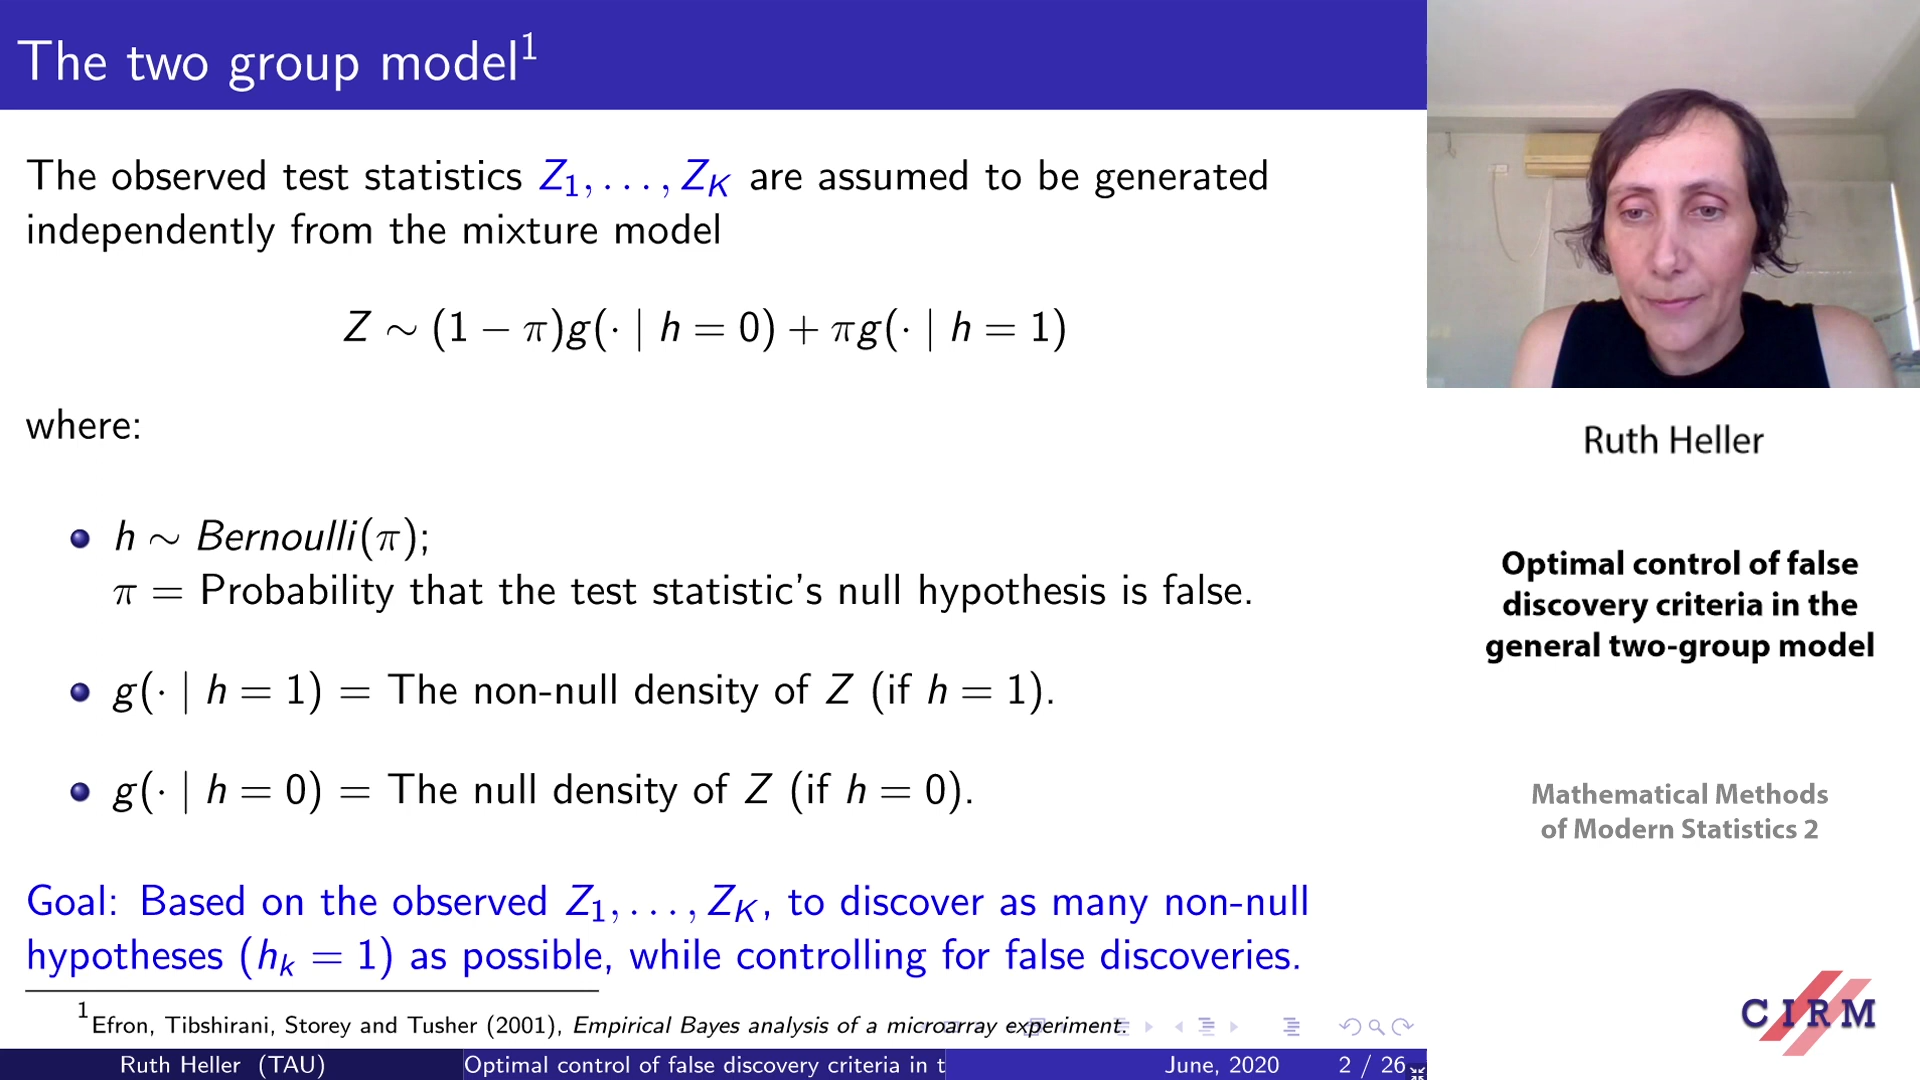 The two group model¹
The observed test statistics Z₁, . . . , Z_K are assumed to be generated
independently from the mixture model
Z ∼ (1 − π)g(· | h = 0) + πg(· | h = 1)
where:
h ∼ Bernoulli(π);
π = Probability that the test statistic's null hypothesis is false.
g(· | h = 1) = The non-null density of Z (if h = 1).
g(· | h = 0) = The null density of Z (if h = 0).
Goal: Based on the observed Z₁, . . . , Z_K, to discover as many non-null
hypotheses (h_k = 1) as possible, while controlling for false discoveries.
¹Efron, Tibshirani, Storey and Tusher (2001), Empirical Bayes analysis of a microarray experiment.
Ruth Heller (TAU) Optimal control of false discovery criteria in t June, 2020 2 / 26
Ruth Heller
Optimal control of false
discovery criteria in the
general two-group model
Mathematical Methods
of Modern Statistics 2
CIRM